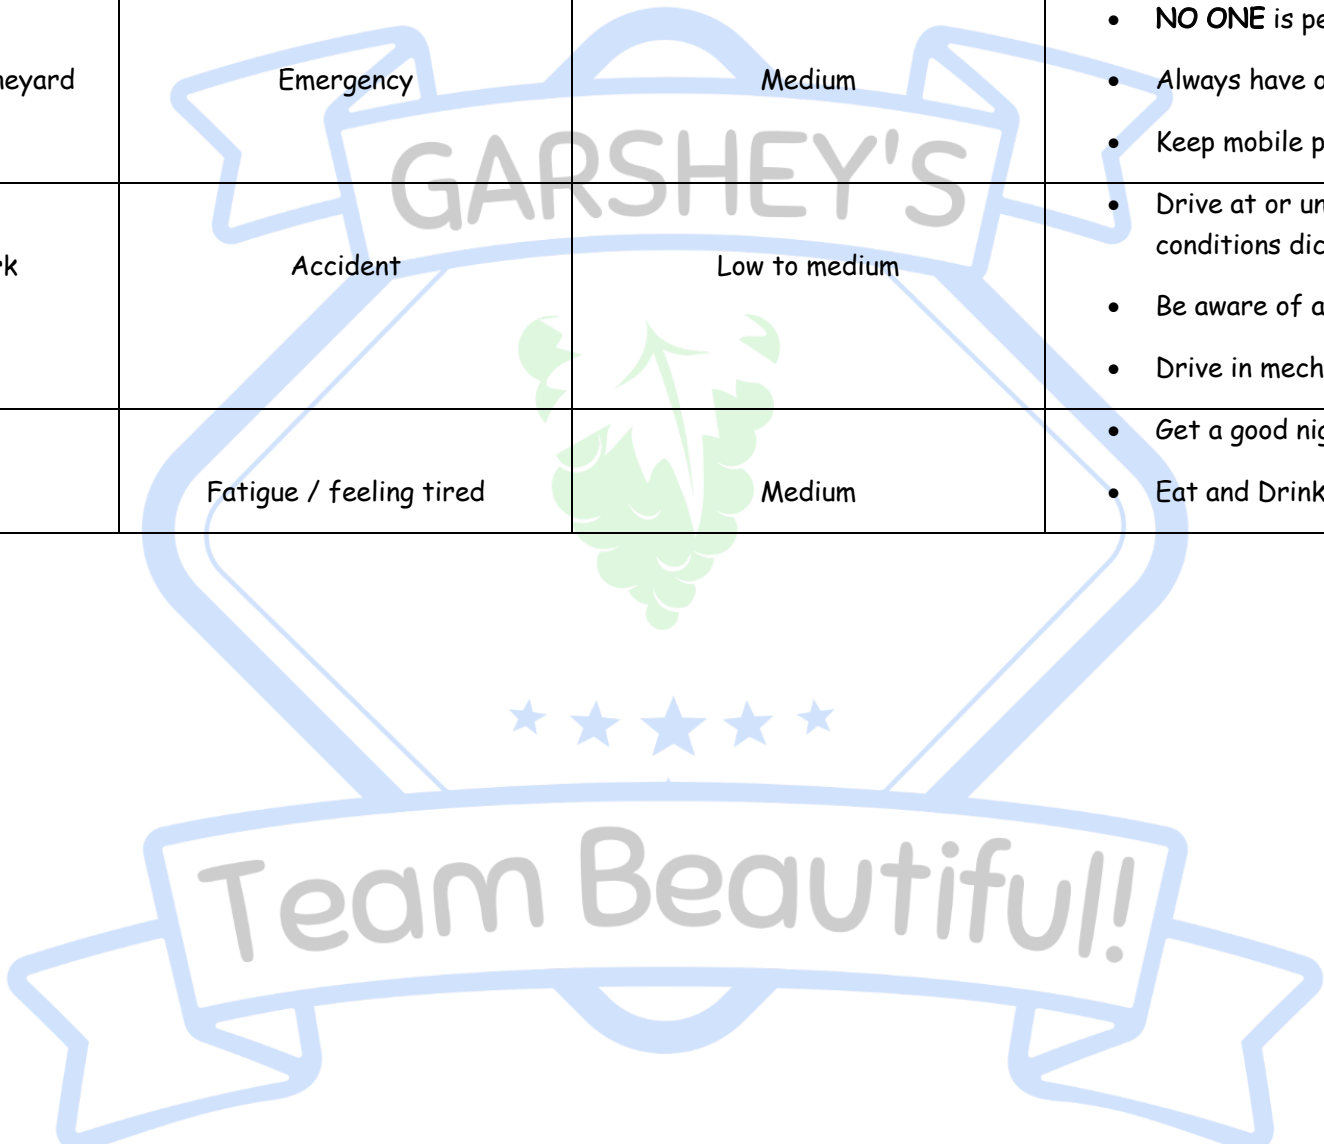 • NO ONE is pe
neyard Emergency Medium • Always have o
• Keep mobile p
GARSHEY'S
• Drive at or un
conditions dic
rk Accident Low to medium
• Be aware of a
• Drive in mech
• Get a good nig
Fatigue / feeling tired Medium • Eat and Drink
Team Beautiful!